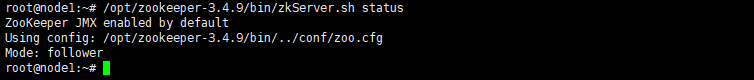 root@node1:~# /opt/zookeeper-3.4.9/bin/zkServer.sh status
ZooKeeper JMX enabled by default
Using config: /opt/zookeeper-3.4.9/bin/../conf/zoo.cfg
Mode: follower
root@node1:~#